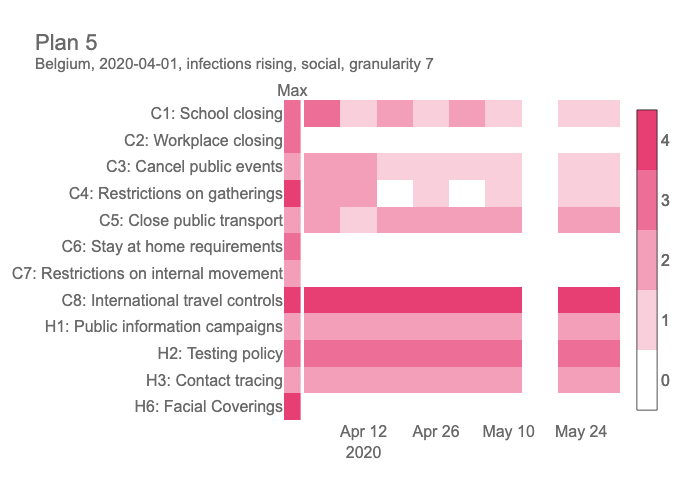 Plan 5
Belgium, 2020-04-01, infections rising, social, granularity 7
Max
C1: School closing
C2: Workplace closing
C3: Cancel public events
C4: Restrictions on gatherings
C5: Close public transport
C6: Stay at home requirements
C7: Restrictions on internal movement
C8: International travel controls
H1: Public information campaigns
H2: Testing policy
H3: Contact tracing
H6: Facial Coverings
Apr 12 Apr 26 May 10 May 24
2020
4
3
2
1
0